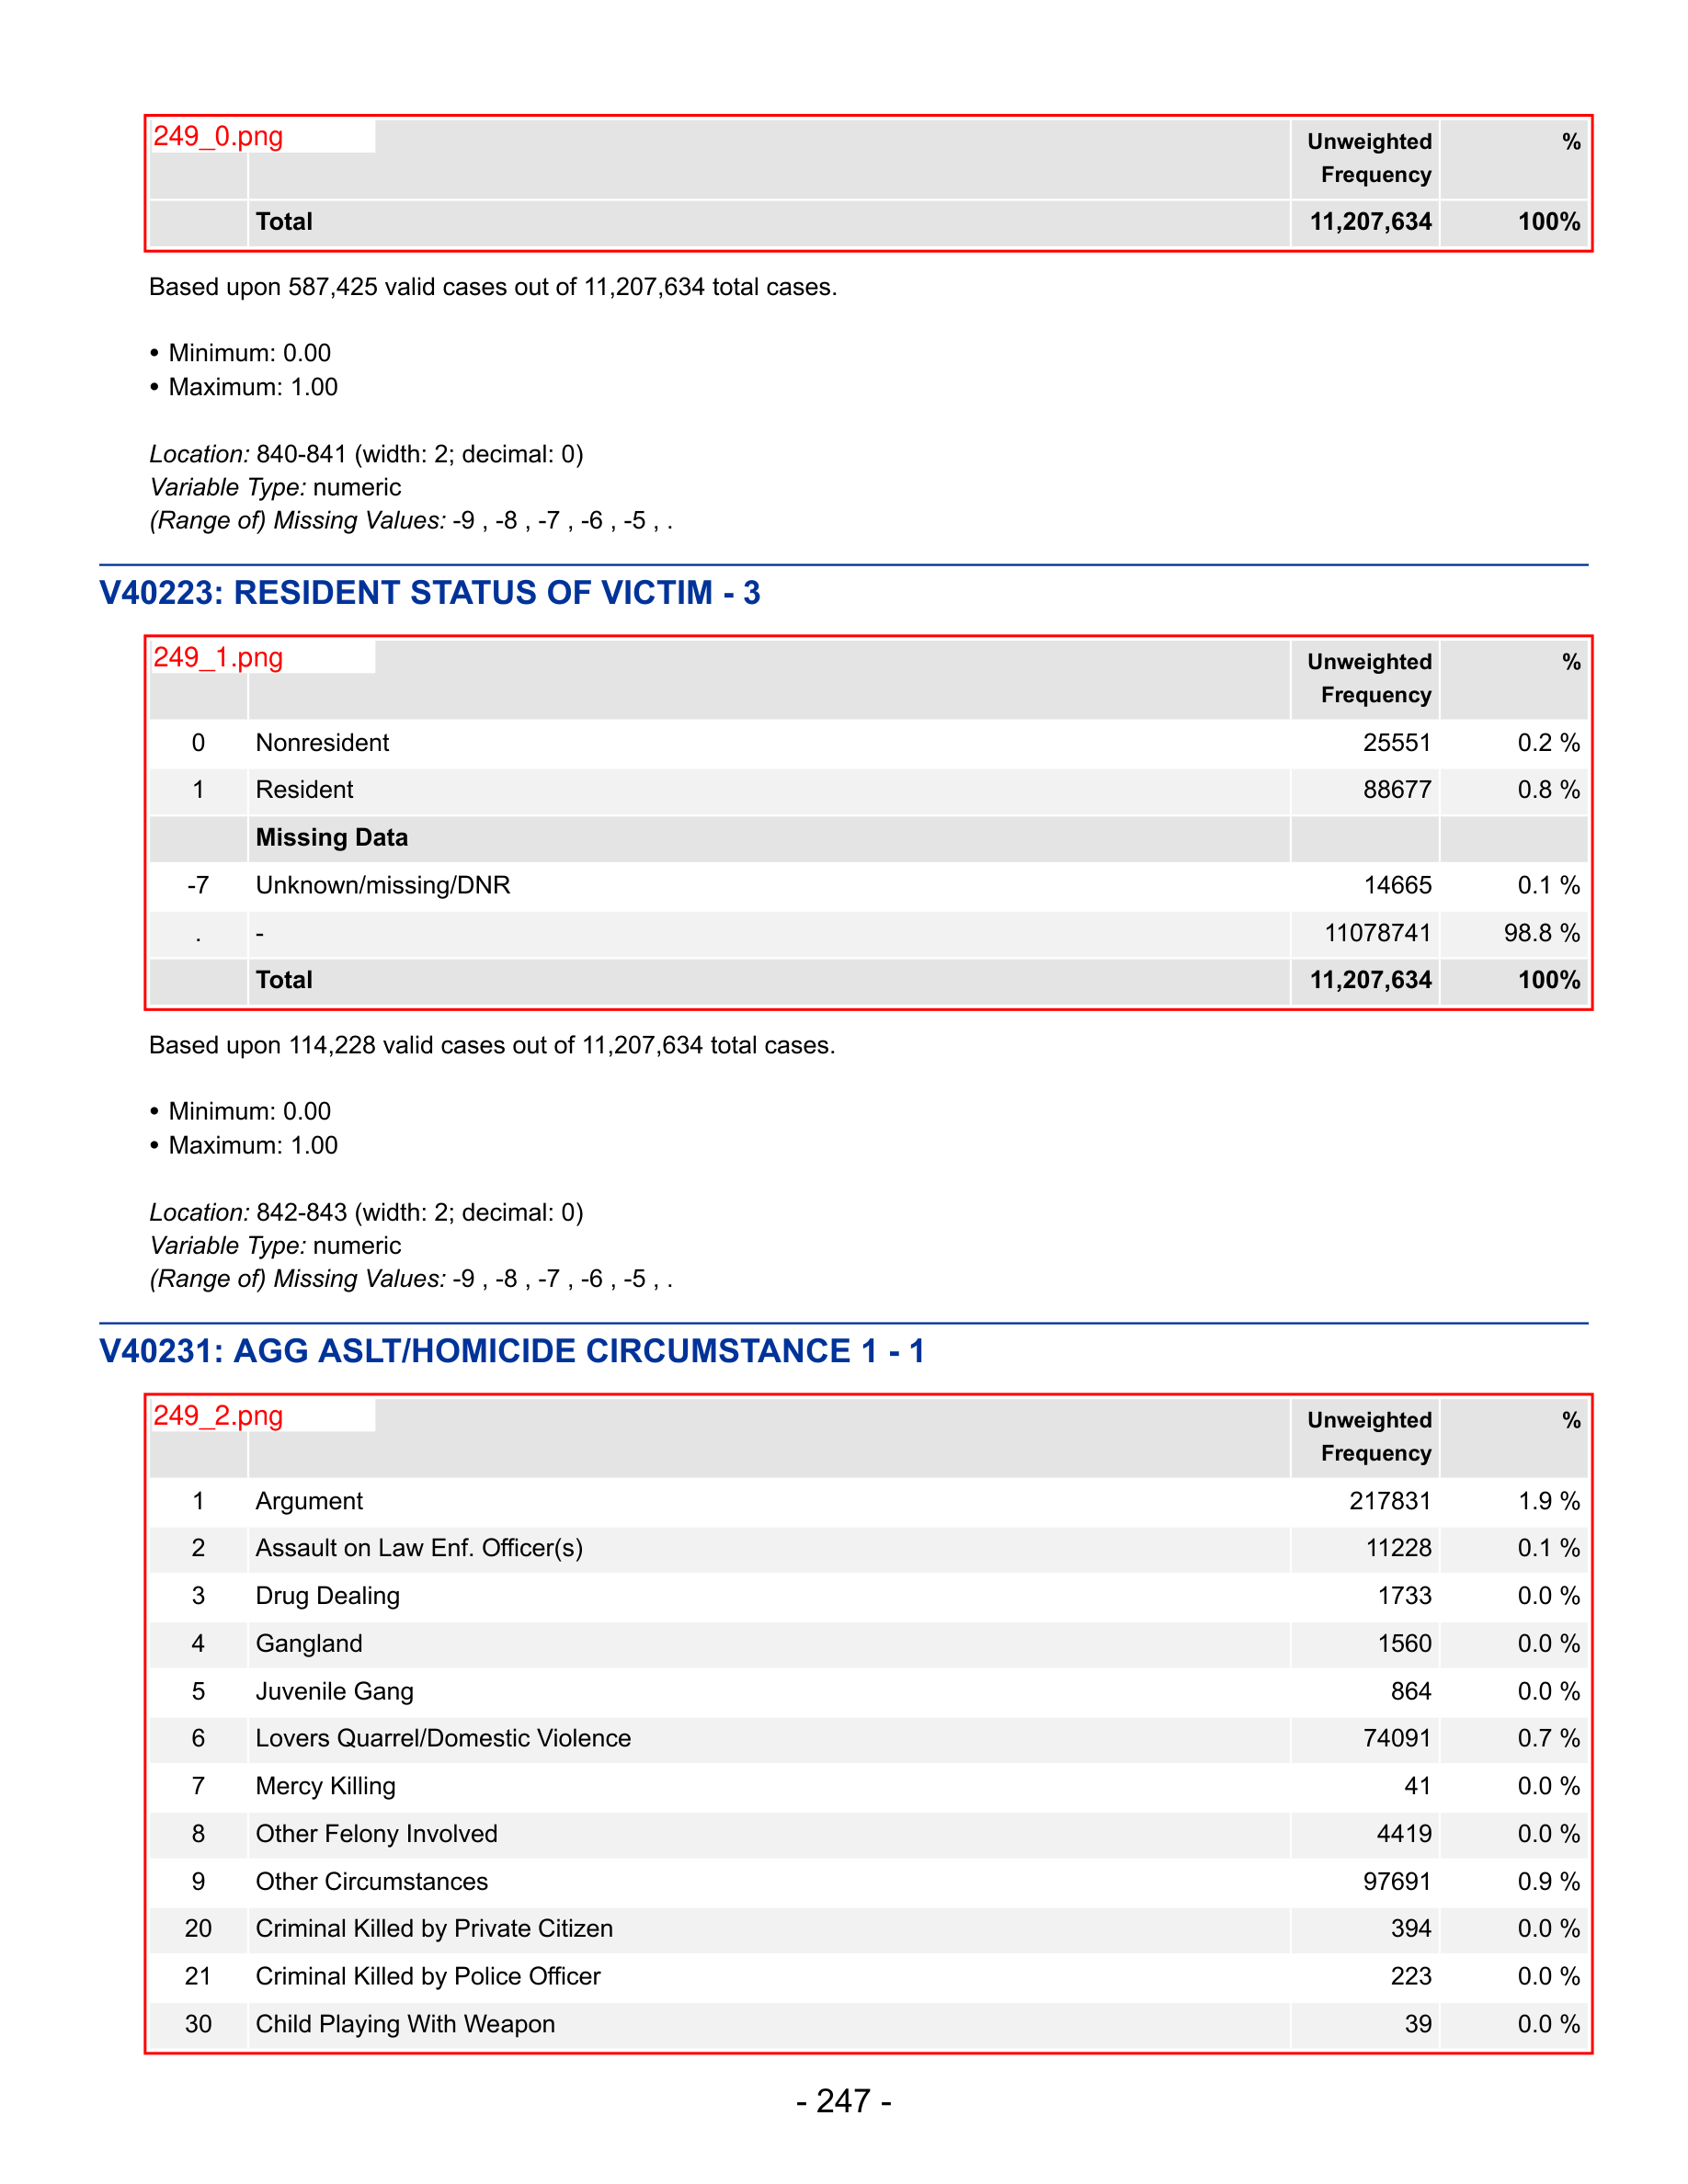 249_0.png
Unweighted Frequency %
Total 11,207,634 100%
Based upon 587,425 valid cases out of 11,207,634 total cases.
• Minimum: 0.00
• Maximum: 1.00
Location: 840-841 (width: 2; decimal: 0)
Variable Type: numeric
(Range of) Missing Values: -9 , -8 , -7 , -6 , -5 , .
V40223: RESIDENT STATUS OF VICTIM - 3
249_1.png
Unweighted Frequency %
0 Nonresident 25551 0.2 %
1 Resident 88677 0.8 %
Missing Data
-7 Unknown/missing/DNR 14665 0.1 %
. - 11078741 98.8 %
Total 11,207,634 100%
Based upon 114,228 valid cases out of 11,207,634 total cases.
• Minimum: 0.00
• Maximum: 1.00
Location: 842-843 (width: 2; decimal: 0)
Variable Type: numeric
(Range of) Missing Values: -9 , -8 , -7 , -6 , -5 , .
V40231: AGG ASLT/HOMICIDE CIRCUMSTANCE 1 - 1
249_2.png
Unweighted Frequency %
1 Argument 217831 1.9 %
2 Assault on Law Enf. Officer(s) 11228 0.1 %
3 Drug Dealing 1733 0.0 %
4 Gangland 1560 0.0 %
5 Juvenile Gang 864 0.0 %
6 Lovers Quarrel/Domestic Violence 74091 0.7 %
7 Mercy Killing 41 0.0 %
8 Other Felony Involved 4419 0.0 %
9 Other Circumstances 97691 0.9 %
20 Criminal Killed by Private Citizen 394 0.0 %
21 Criminal Killed by Police Officer 223 0.0 %
30 Child Playing With Weapon 39 0.0 %
- 247 -